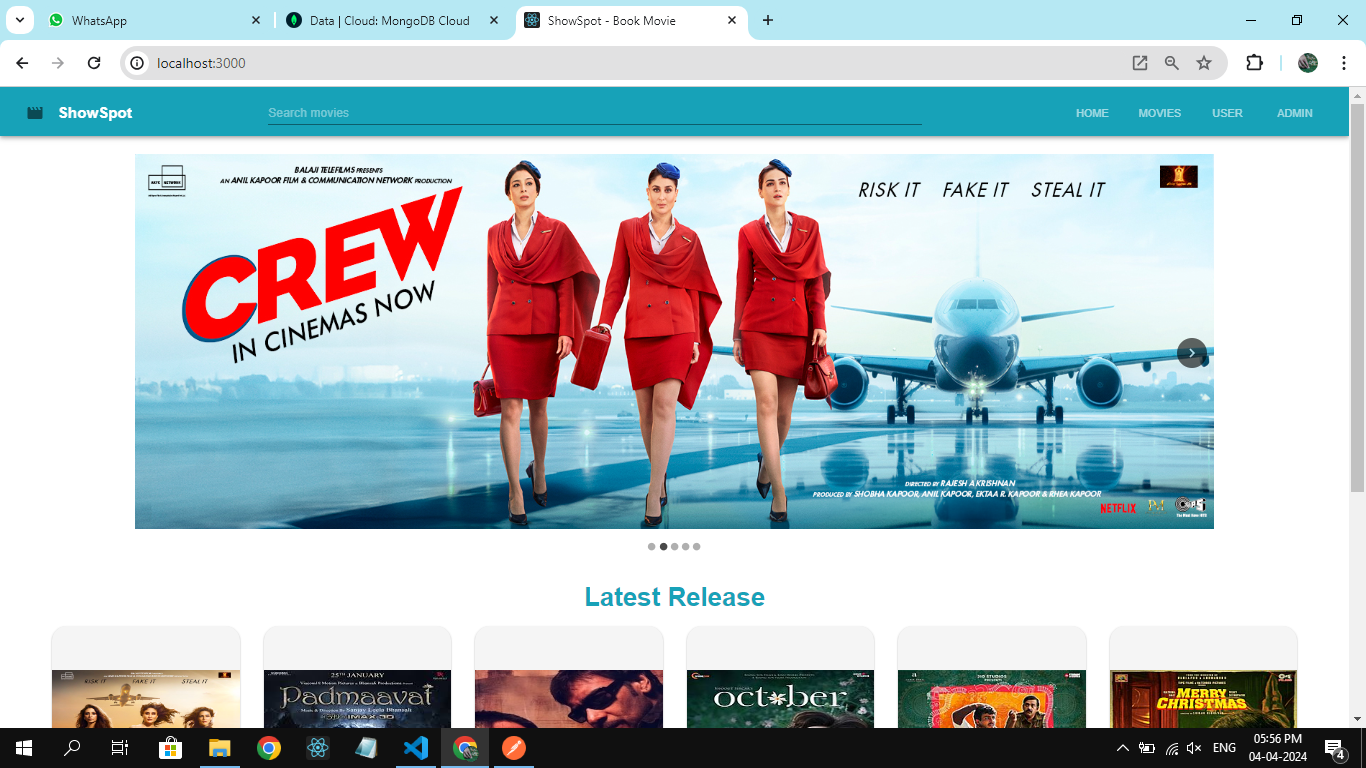 WhatsApp
Data | Cloud: MongoDB Cloud
ShowSpot - Book Movie
localhost:3000
ShowSpot
Search movies
HOME
MOVIES
USER
ADMIN
BALAJI TELEFILMS PRESENTS
AN ANIL KAPOOR FILM & COMMUNICATION NETWORK PRODUCTION
CREW
IN CINEMAS NOW
RISK IT FAKE IT STEAL IT
DIRECTED BY RAJESH A KRISHNAN
PRODUCED BY SHOBHA KAPOOR, ANIL KAPOOR, EKTAA R. KAPOOR & RHEA KAPOOR
NETFLIX
Latest Release
RISK IT FAKE IT STEAL IT
25TH JANUARY
Padmaavat
october
JIO STUDIOS
MERRY
CHRISTMAS
ENG
05:56 PM
04-04-2024
4